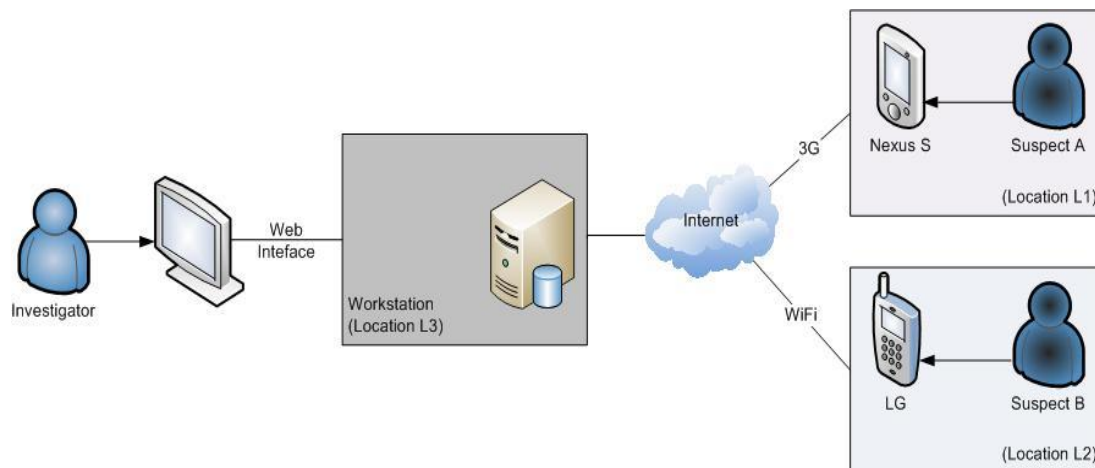 Investigator
Web
Inteface
Workstation
(Location L3)
Internet
3G
WiFi
Nexus S
Suspect A
(Location L1)
LG
Suspect B
(Location L2)